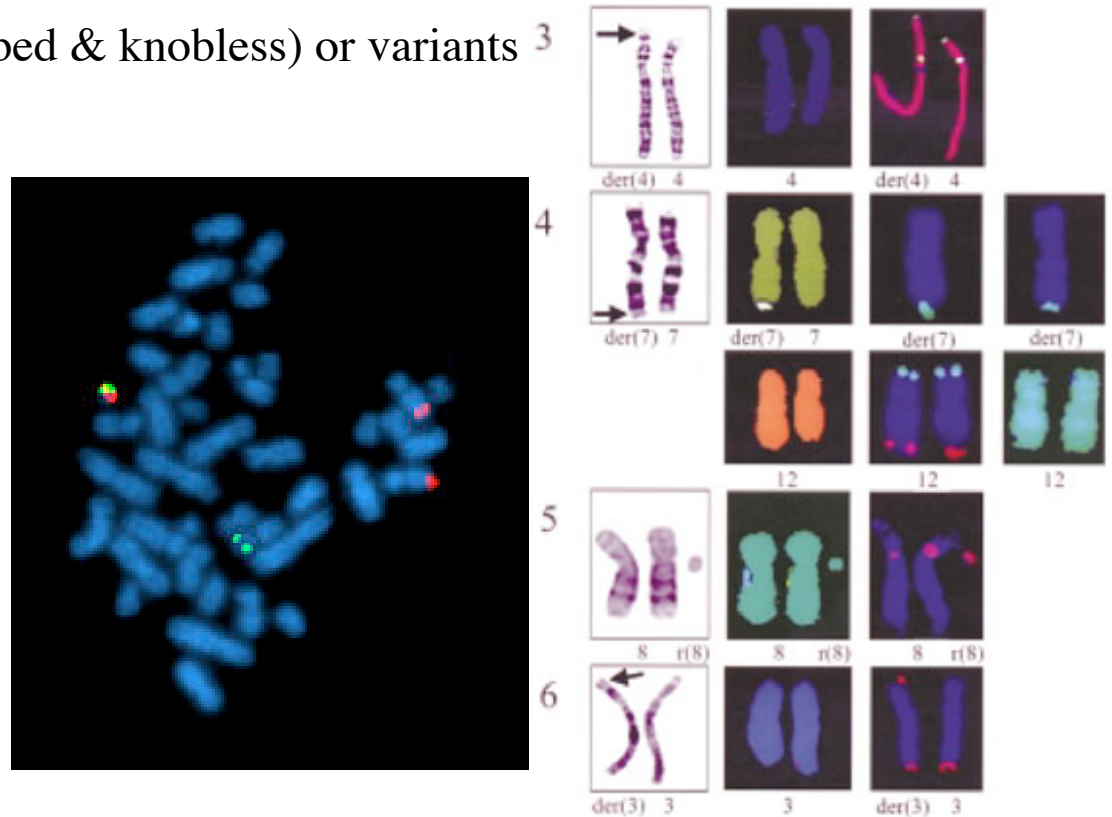 bed & knobless) or variants
3
der(4) 4
4
der(4) 4
4
der(7) 7
der(7) 7
der(7)
der(7)
12
12
12
5
8 r(8)
8 r(8)
8 r(8)
6
der(3) 3
3
der(3) 3